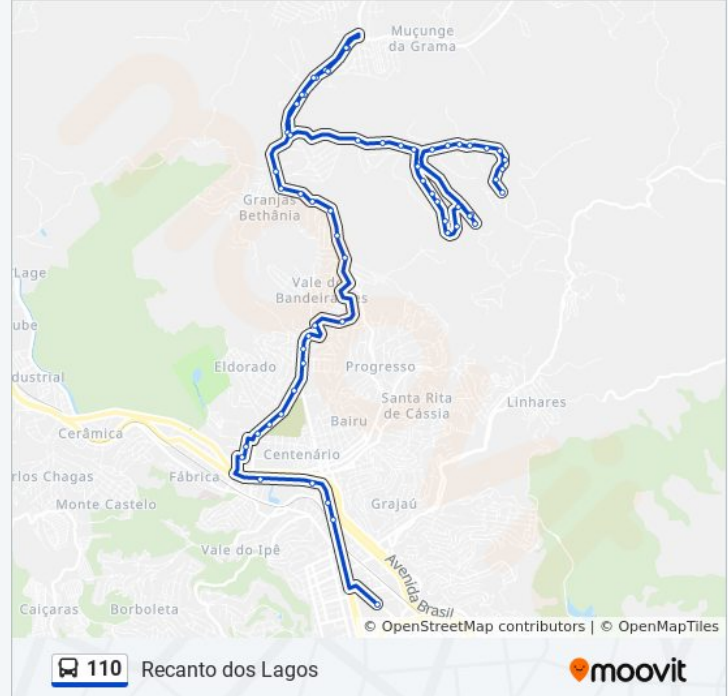 Muçunge
da Grama
Granjas
Bethânia
Lage
Vale de
Bandeirantes
ube
Eldorado
Progresso
dustrial
Santa Rita
de Cássia
Linhares
Bairu
Cerâmica
Centenário
rlos Chagas
Fábrica
Monte Castelo
Grajaú
Vale do Ipê
Avenida Brasil
Caiçaras
Borboleta
© OpenStreetMap contributors | © OpenMapTiles
110 Recanto dos Lagos
moovit